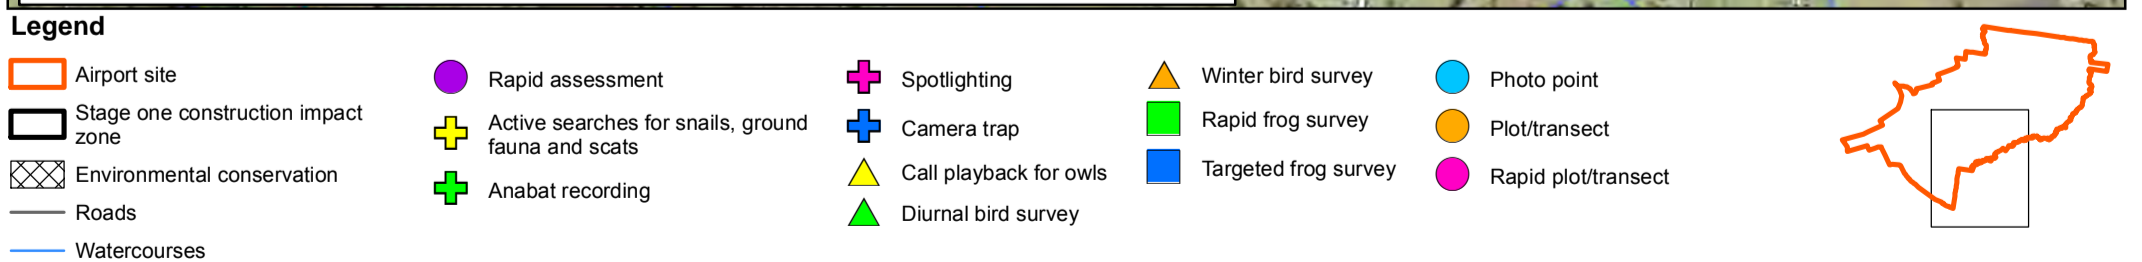 Legend
Airport site
Stage one construction impact
zone
Environmental conservation
Roads
Watercourses
Rapid assessment
Active searches for snails, ground
fauna and scats
Anabat recording
Spotlighting
Camera trap
Call playback for owls
Diurnal bird survey
Winter bird survey
Rapid frog survey
Targeted frog survey
Photo point
Plot/transect
Rapid plot/transect